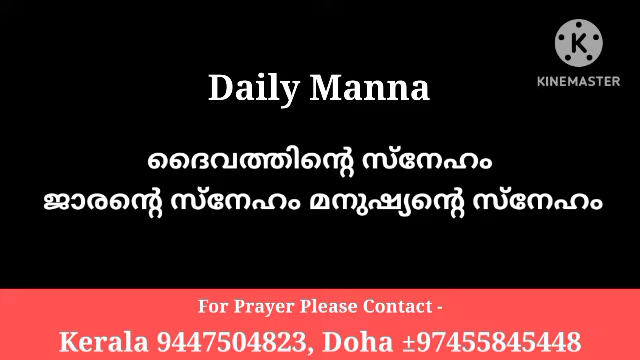 KINEMASTER
Daily Manna
ദൈവത്തിന്റെ സ്നേഹം
ജാരന്റെ സ്നേഹം മനുഷ്യന്റെ സ്നേഹം
For Prayer Please Contact -
Kerala 9447504823, Doha ±97455845448